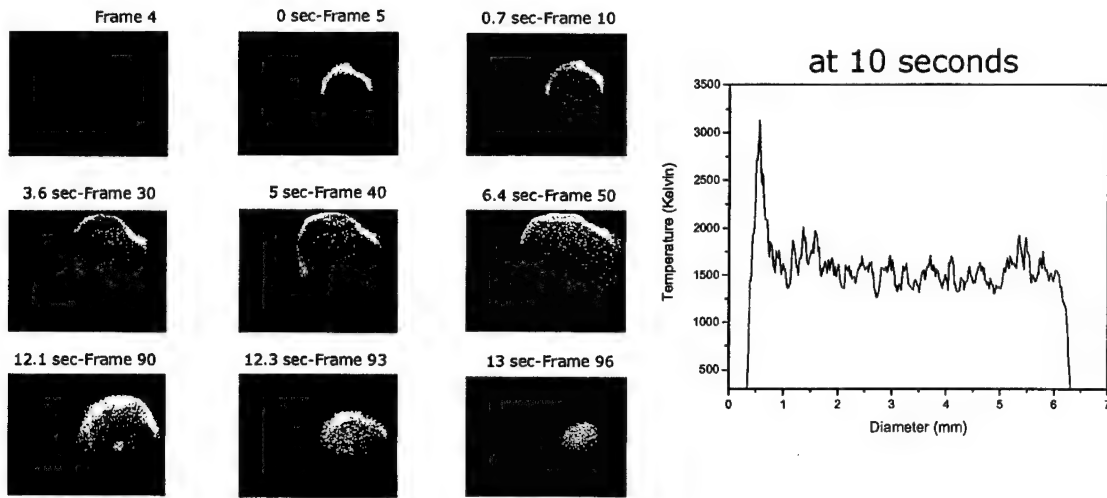 Frame 4
0 sec-Frame 5
0.7 sec-Frame 10
3.6 sec-Frame 30
5 sec-Frame 40
6.4 sec-Frame 50
12.1 sec-Frame 90
12.3 sec-Frame 93
13 sec-Frame 96
at 10 seconds
Temperature (Kelvin)
3500
3000
2500
2000
1500
1000
500
0 1 2 3 4 5 6 7
Diameter (mm)